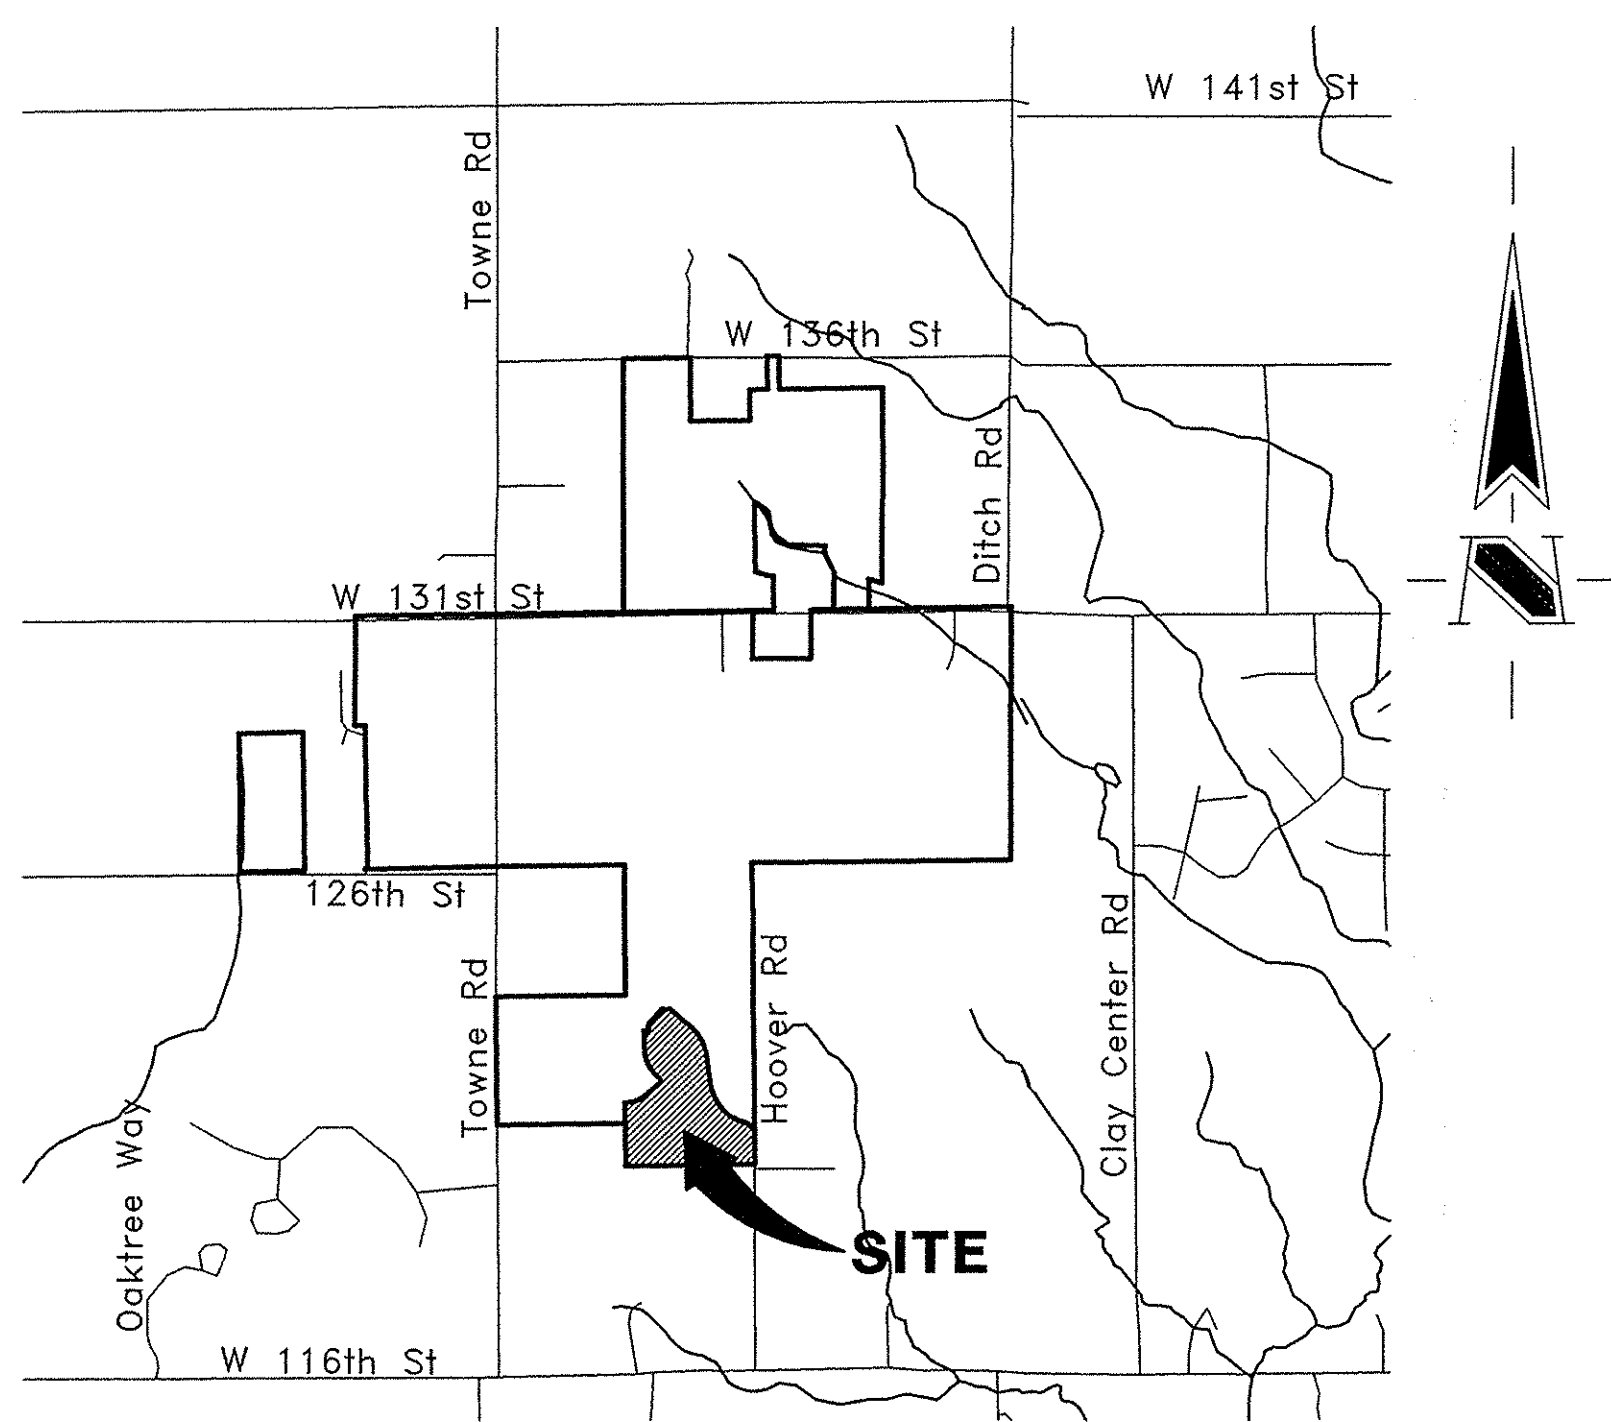 W 141st St
Towne Rd
W 136th St
Ditch Rd
N
W 131st St
126th St
Towne Rd
Hoover Rd
Clay Center Rd
Oaktree Way
SITE
W 116th St